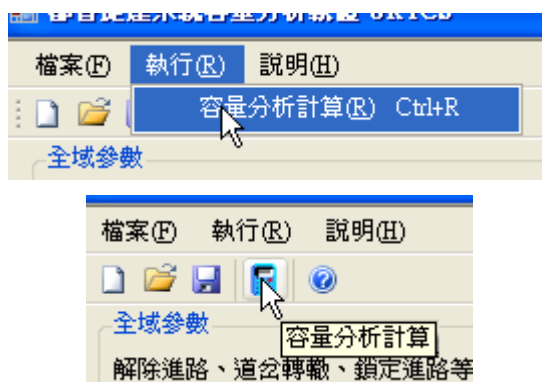 檔案(F) 執行(R) 說明(H)
容量分析計算(R) Ctrl+R
全域參數
檔案(F) 執行(R) 說明(H)
全域參數
容量分析計算
解除進路、道岔轉轍、鎖定進路等